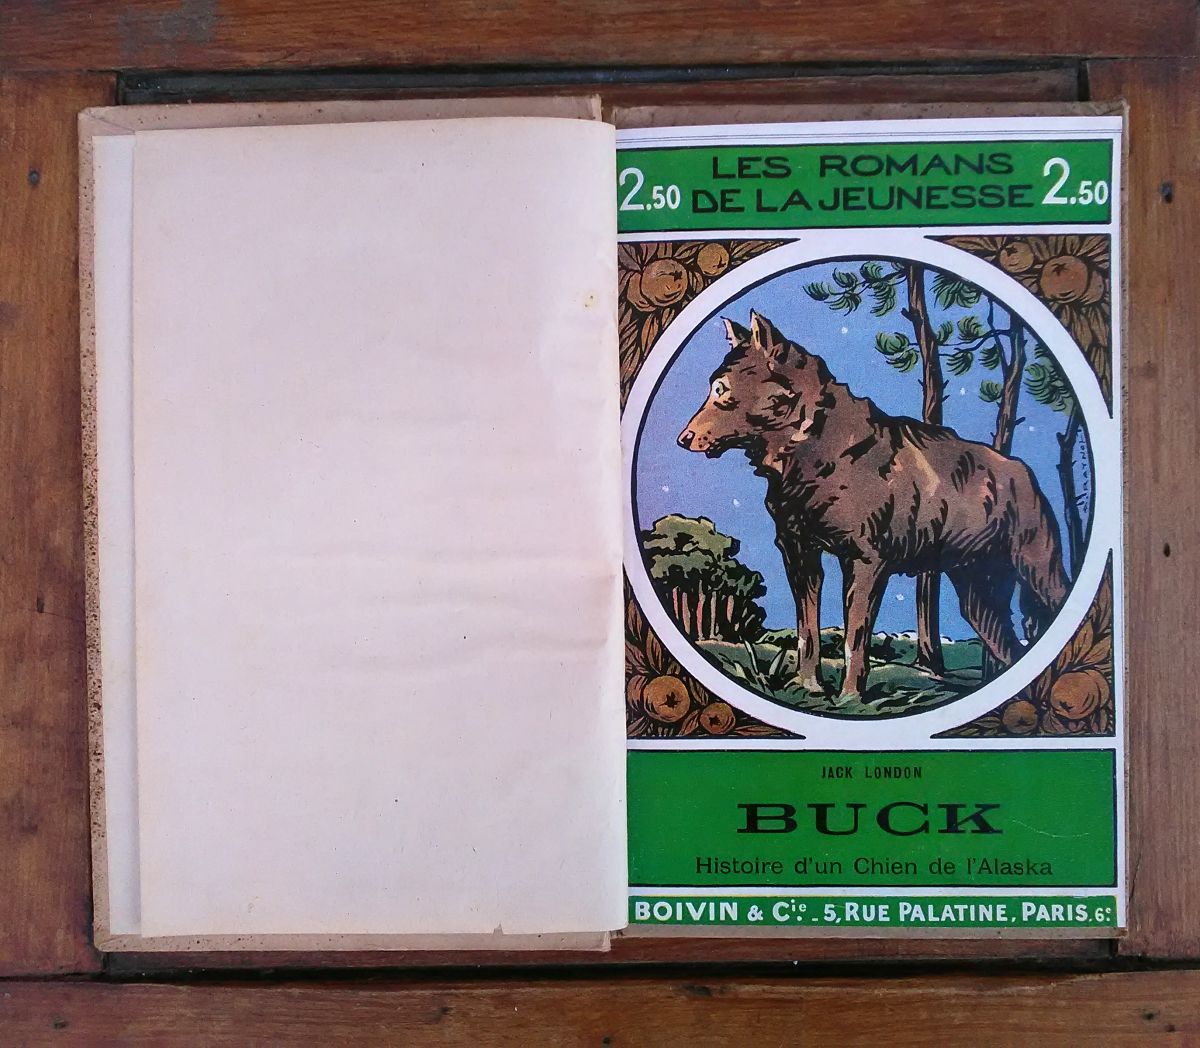 LES ROMANS
DE LA JEUNESSE
2.50
2.50
JACK LONDON
BUCK
Histoire d'un Chien de l'Alaska
BOIVIN & Cie. _ 5, RUE PALATINE, PARIS. 6e.